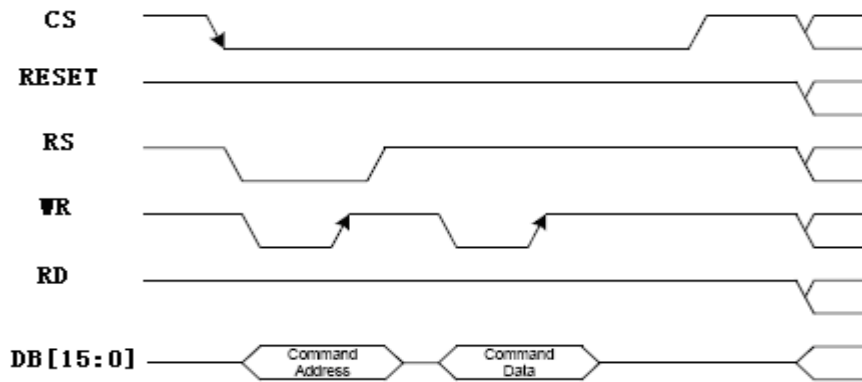 CS
RESET
RS
WR
RD
DB[15:0]
Command
Address
Command
Data